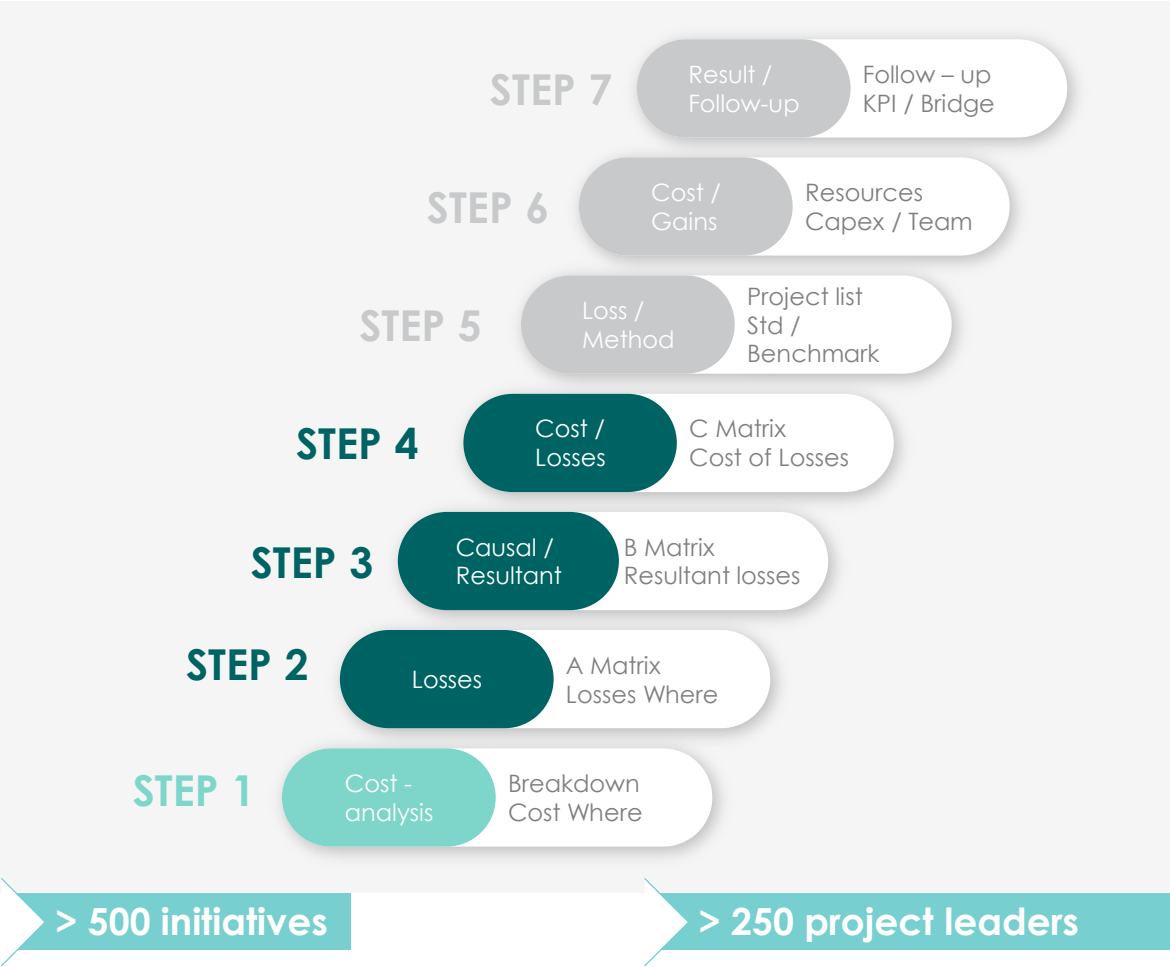 STEP 7
Result /
Follow-up
Follow – up
KPI / Bridge
STEP 6
Cost /
Gains
Resources
Capex / Team
STEP 5
Loss /
Method
Project list
Std /
Benchmark
STEP 4
Cost /
Losses
C Matrix
Cost of Losses
STEP 3
Causal /
Resultant
B Matrix
Resultant losses
STEP 2
Losses
A Matrix
Losses Where
STEP 1
Cost -
analysis
Breakdown
Cost Where
> 500 initiatives
> 250 project leaders